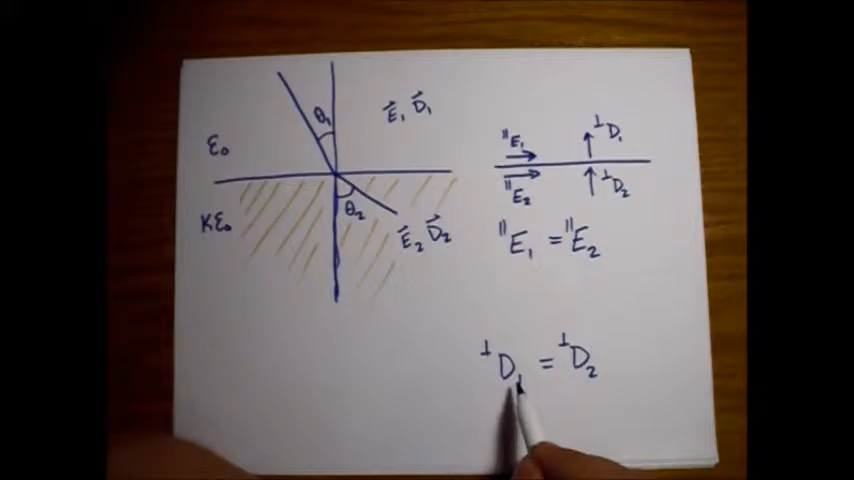 θ₁
E⃗₁ D⃗₁
ε₀
Kε₀
θ₂
E⃗₂ D⃗₂
∥E₁
⊥D₁
∥E₂
⊥D₂
∥E₁ = ∥E₂
⊥D₁ = ⊥D₂